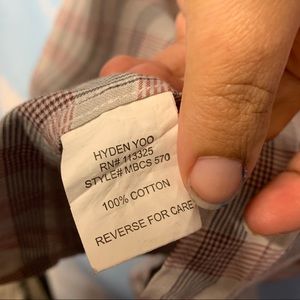 HYDEN YOO
RN# 113325
STYLE# MBCS 570
100% COTTON
REVERSE FOR CARE